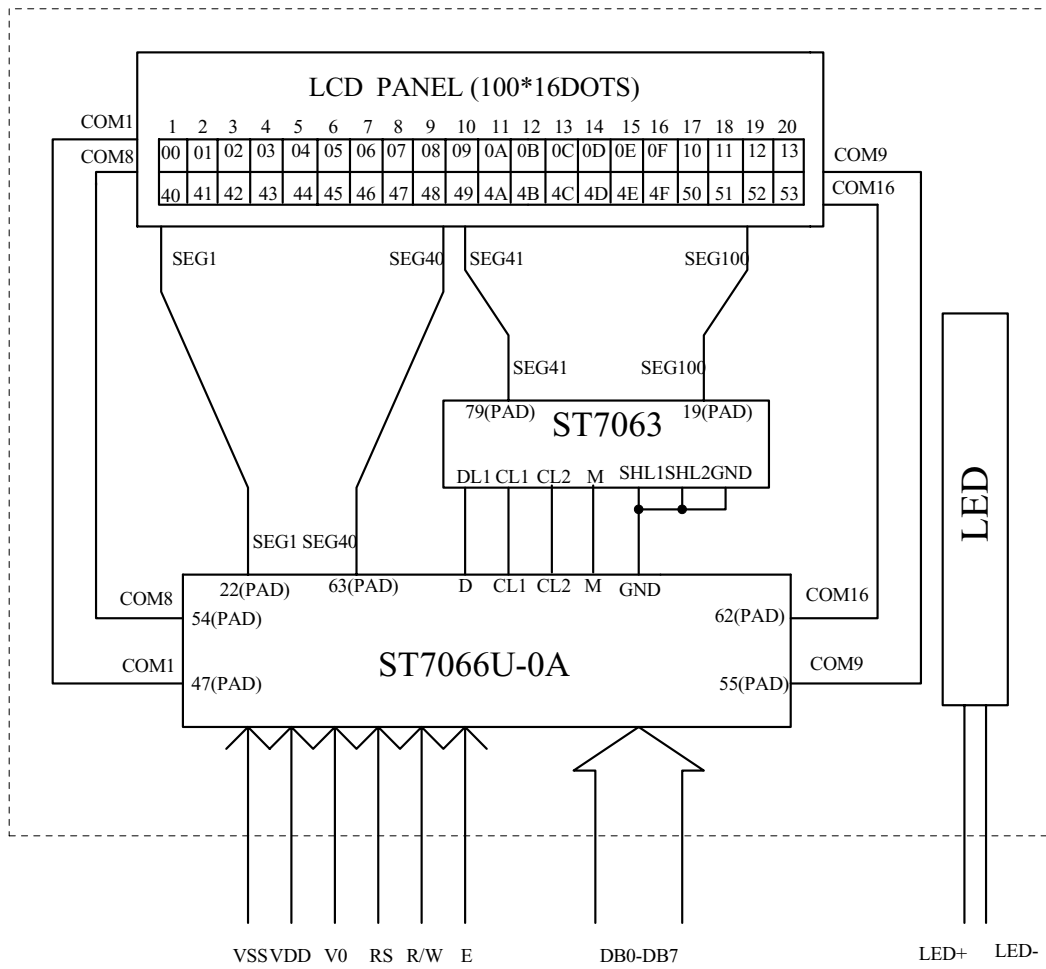 LCD PANEL (100*16DOTS)
COM1
1 2 3 4 5 6 7 8 9 10 11 12 13 14 15 16 17 18 19 20
COM8
00 01 02 03 04 05 06 07 08 09 0A 0B 0C 0D 0E 0F 10 11 12 13
COM9
40 41 42 43 44 45 46 47 48 49 4A 4B 4C 4D 4E 4F 50 51 52 53
COM16
SEG1 SEG40 SEG41 SEG100
SEG41 SEG100
79(PAD) 19(PAD)
ST7063
DL1 CL1 CL2 M SHL1 SHL2 GND
LED
SEG1 SEG40
22(PAD) 63(PAD) D CL1 CL2 M GND
COM8 54(PAD) 62(PAD) COM16
ST7066U-0A
COM1 47(PAD) 55(PAD) COM9
VSS VDD V0 RS R/W E DB0-DB7 LED+ LED-